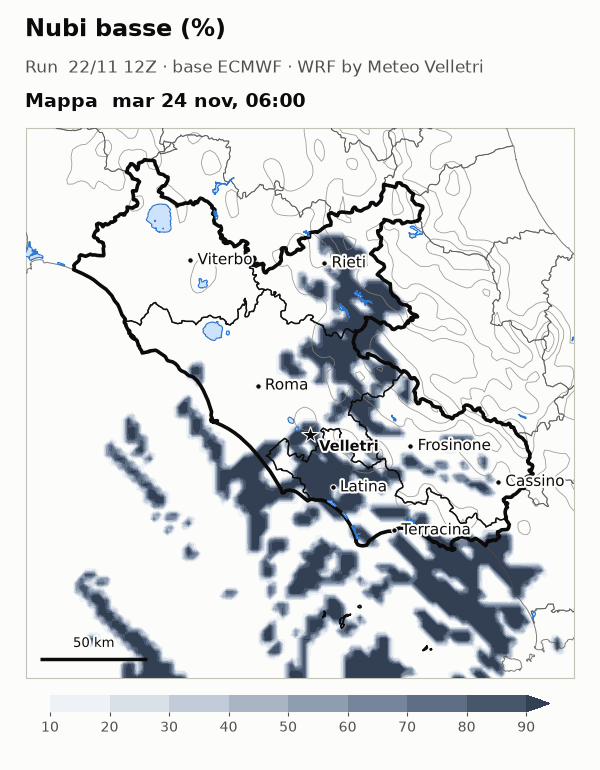 Nubi basse (%)
Run  22/11 12Z · base ECMWF · WRF by Meteo Velletri
Mappa  mar 24 nov, 06:00
Viterbo
Rieti
Roma
Velletri
Frosinone
Cassino
Latina
Terracina
50 km
10 20 30 40 50 60 70 80 90